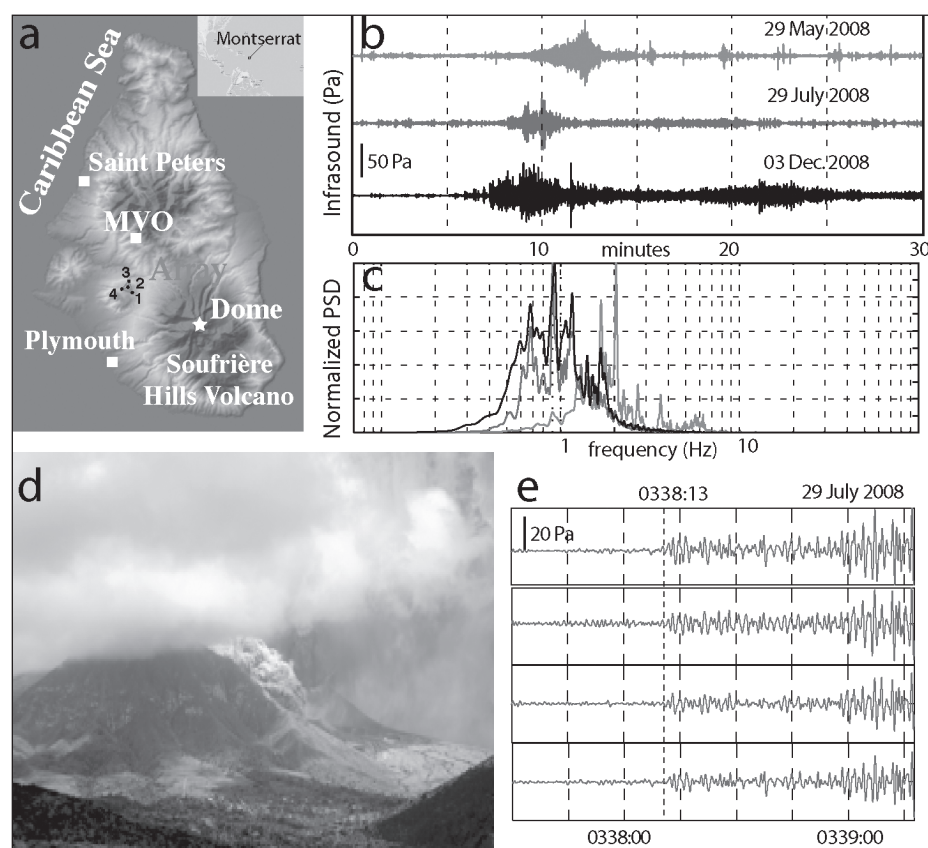 a
Montserrat
Caribbean Sea
Saint Peters
MVO
Array
3
2
4
1
Dome
Plymouth
Soufrière
Hills Volcano
b
Infrasound (Pa)
29 May 2008
29 July 2008
50 Pa
03 Dec.2008
0
10
20
30
minutes
c
Normalized PSD
1
10
frequency (Hz)
d
e
0338:13
29 July 2008
20 Pa
0338:00
0339:00